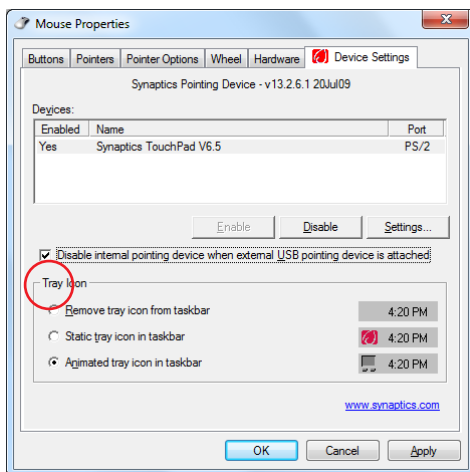 Mouse Properties
Buttons Pointers Pointer Options Wheel Hardware Device Settings
Synaptics Pointing Device - v13.2.6.1 20Jul09
Devices:
Enabled Name Port
Yes Synaptics TouchPad V6.5 PS/2
Enable Disable Settings...
Disable internal pointing device when external USB pointing device is attached
Tray Icon
Remove tray icon from taskbar 4:20 PM
Static tray icon in taskbar 4:20 PM
Animated tray icon in taskbar 4:20 PM
www.synaptics.com
OK Cancel Apply